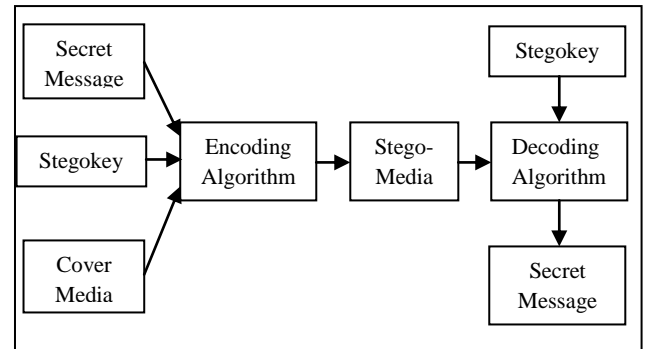 Secret
Message
Stegokey
Cover
Media
Encoding
Algorithm
Stego-
Media
Stegokey
Decoding
Algorithm
Secret
Message